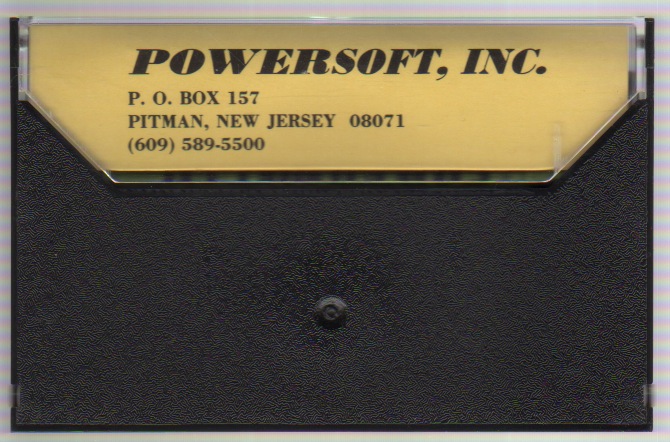 POWERSOFT, INC.
P. O. BOX 157
PITMAN, NEW JERSEY 08071
(609) 589-5500